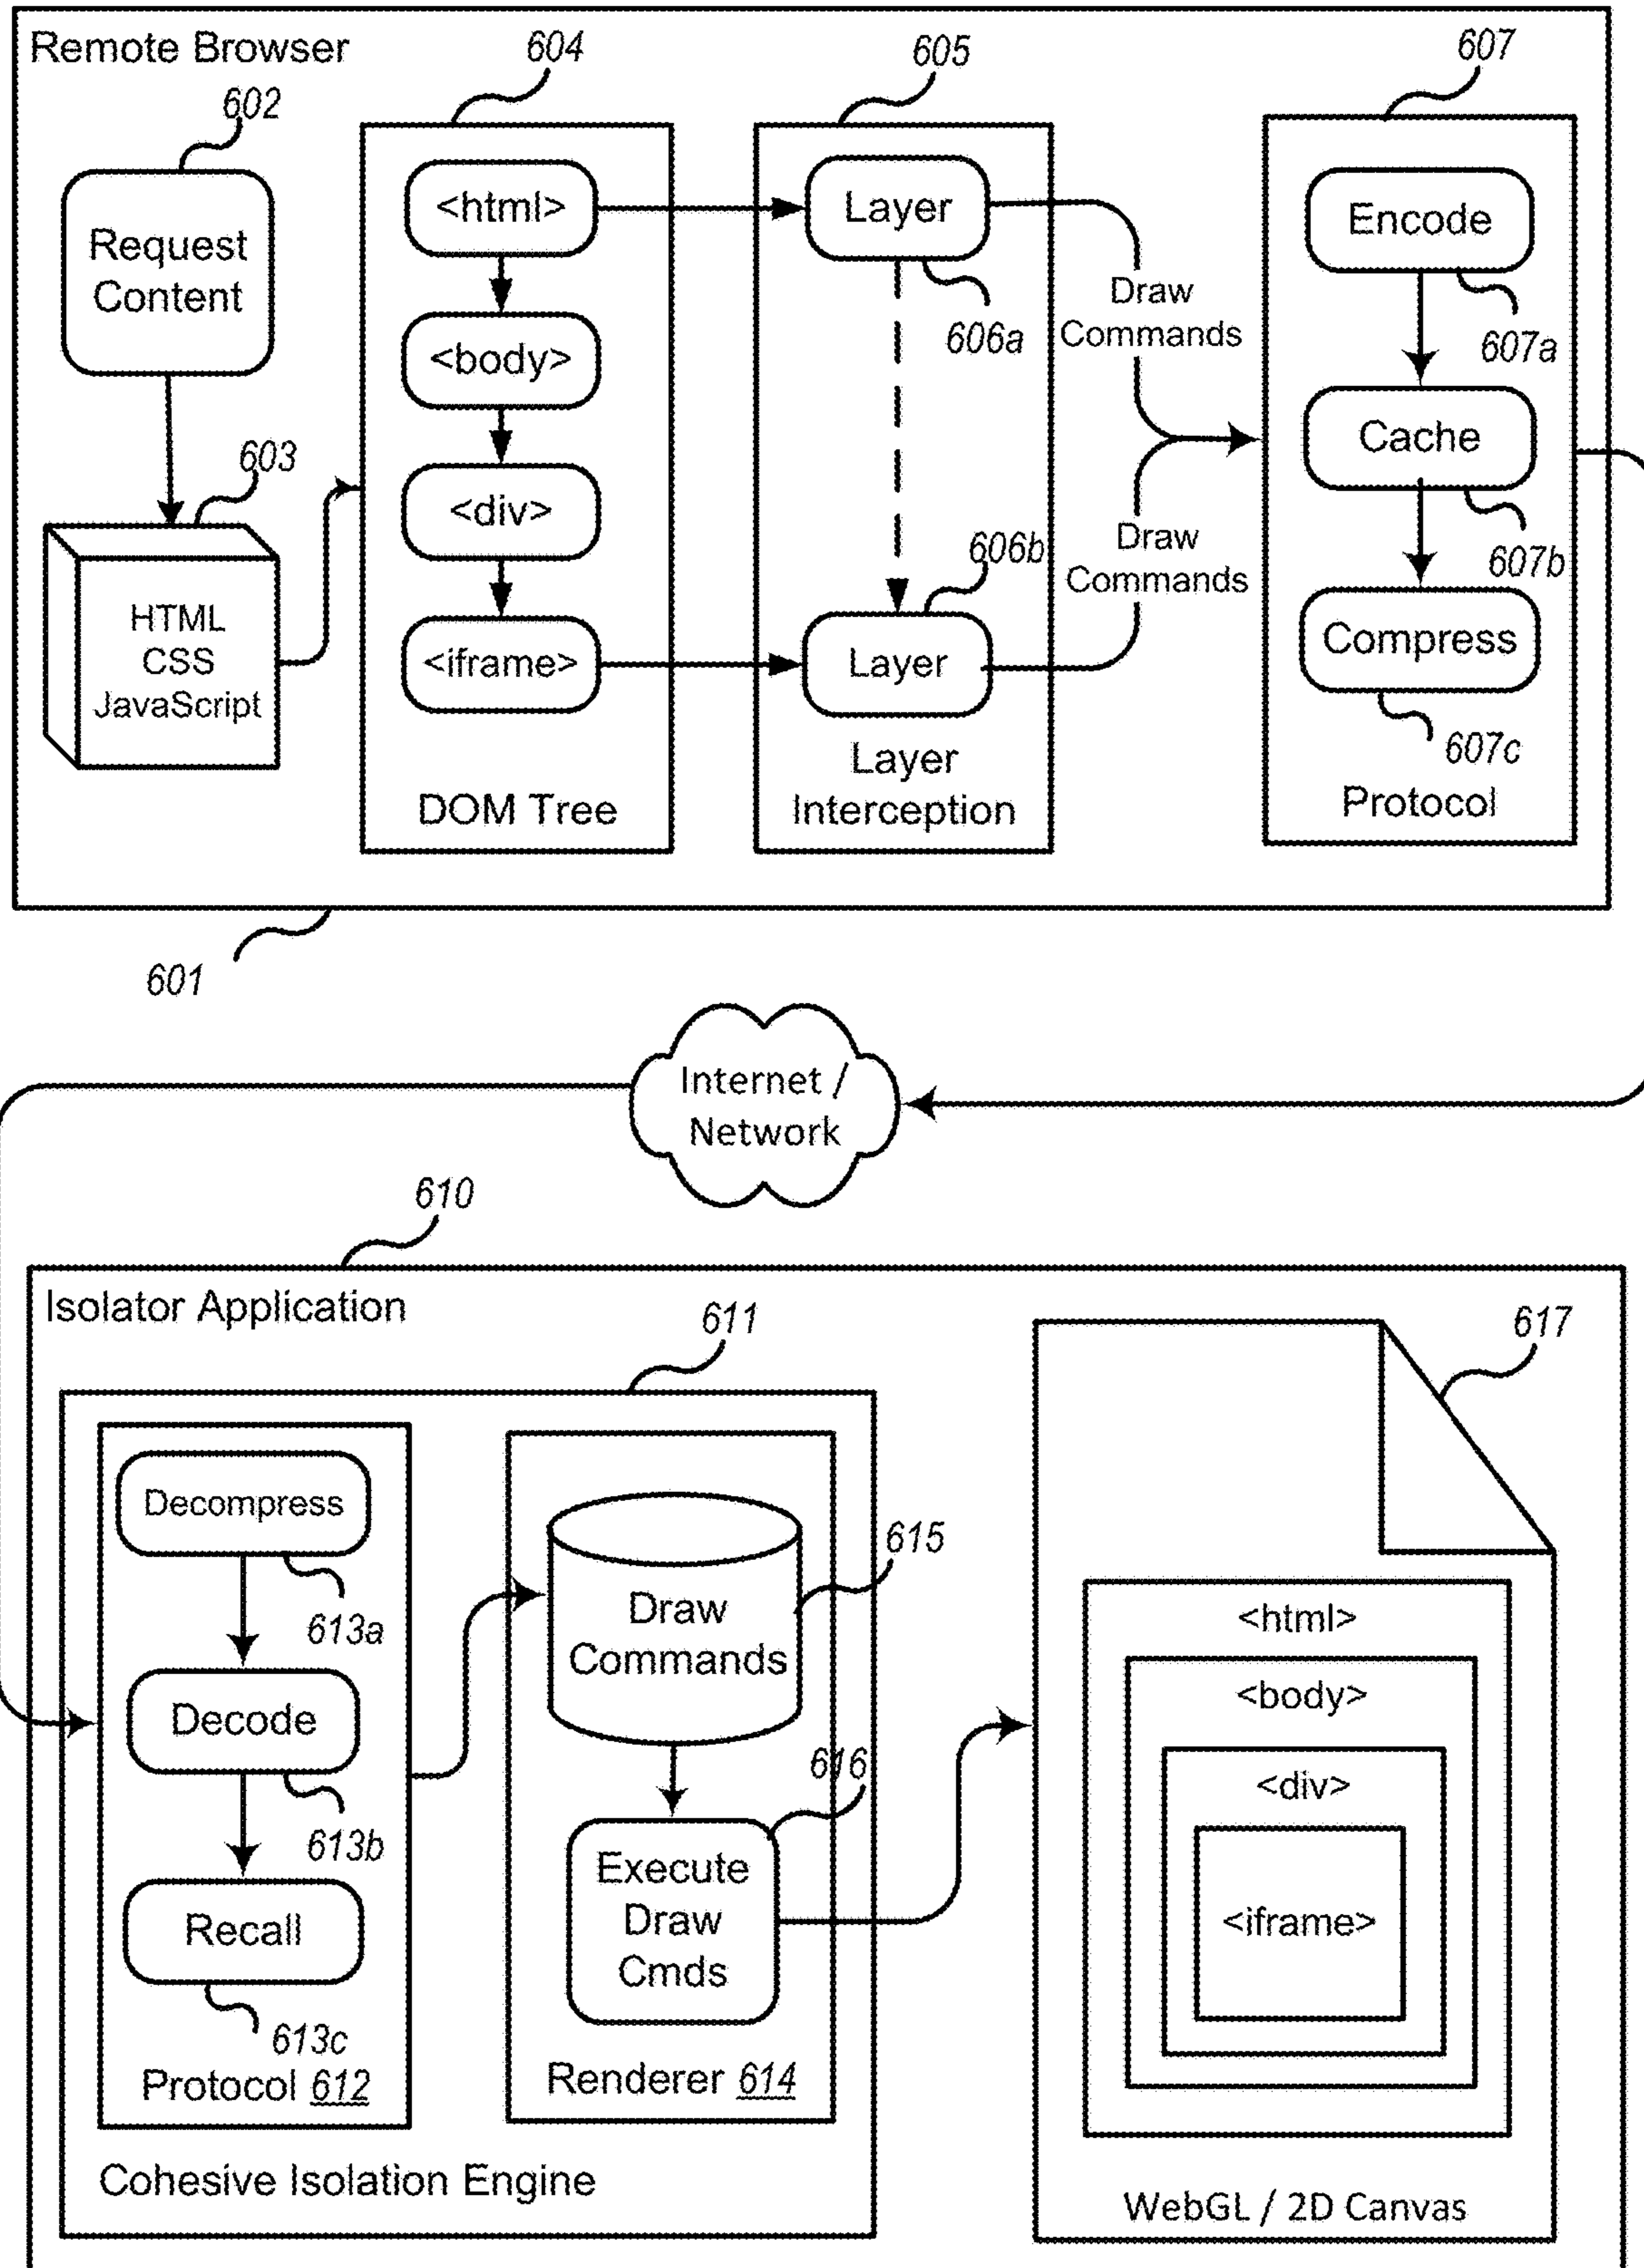 Remote Browser
602
Request
Content
603
HTML
CSS
JavaScript
604
<html>
<body>
<div>
<iframe>
DOM Tree
605
Layer
606a
606b
Layer
Layer
Interception
Draw
Commands
Draw
Commands
607
Encode
607a
Cache
607b
Compress
607c
Protocol
601
Internet /
Network
610
Isolator Application
611
Decompress
613a
Decode
613b
Recall
613c
Protocol 612
615
Draw
Commands
616
Execute
Draw
Cmds
Renderer 614
Cohesive Isolation Engine
617
<html>
<body>
<div>
<iframe>
WebGL / 2D Canvas